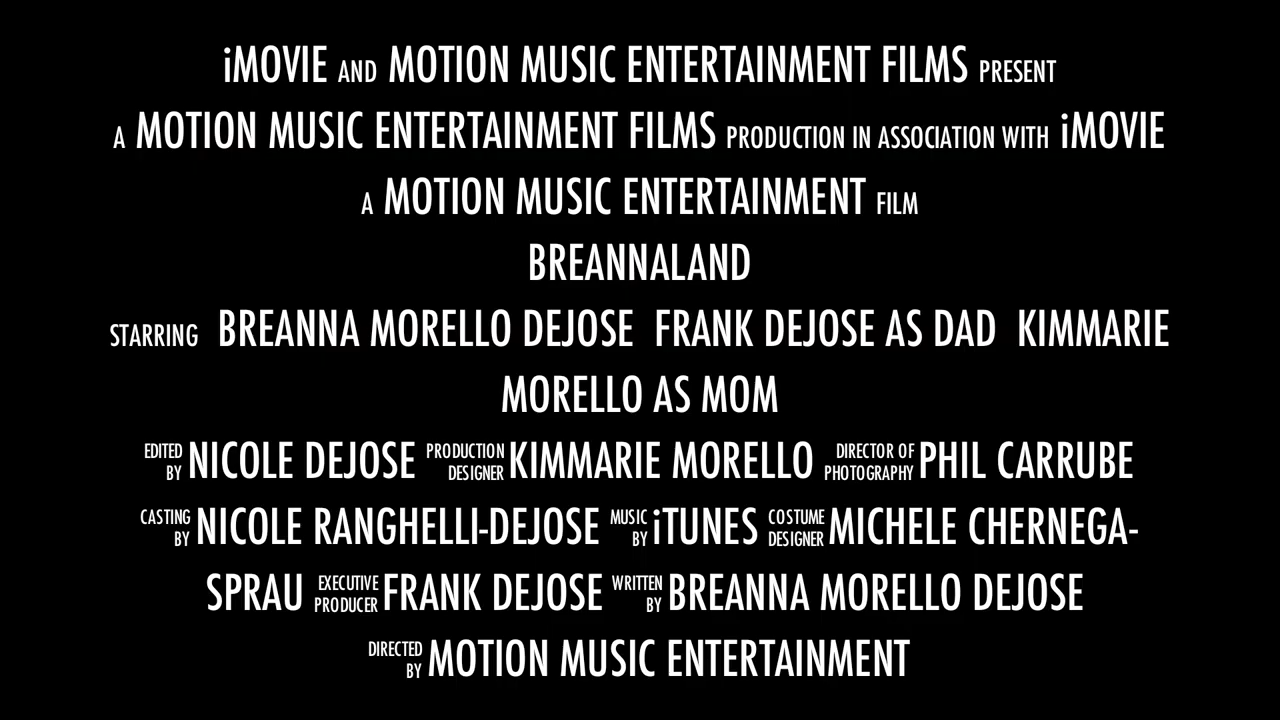 iMOVIE AND MOTION MUSIC ENTERTAINMENT FILMS PRESENT
A MOTION MUSIC ENTERTAINMENT FILMS PRODUCTION IN ASSOCIATION WITH iMOVIE
A MOTION MUSIC ENTERTAINMENT FILM
BREANNALAND
STARRING BREANNA MORELLO DEJOSE FRANK DEJOSE AS DAD KIMMARIE
MORELLO AS MOM
EDITED BY NICOLE DEJOSE PRODUCTION DESIGNER KIMMARIE MORELLO DIRECTOR OF PHOTOGRAPHY PHIL CARRUBE
CASTING BY NICOLE RANGHELLI-DEJOSE MUSIC BY iTUNES COSTUME DESIGNER MICHELE CHERNEGA-
SPRAU EXECUTIVE PRODUCER FRANK DEJOSE WRITTEN BY BREANNA MORELLO DEJOSE
DIRECTED BY MOTION MUSIC ENTERTAINMENT